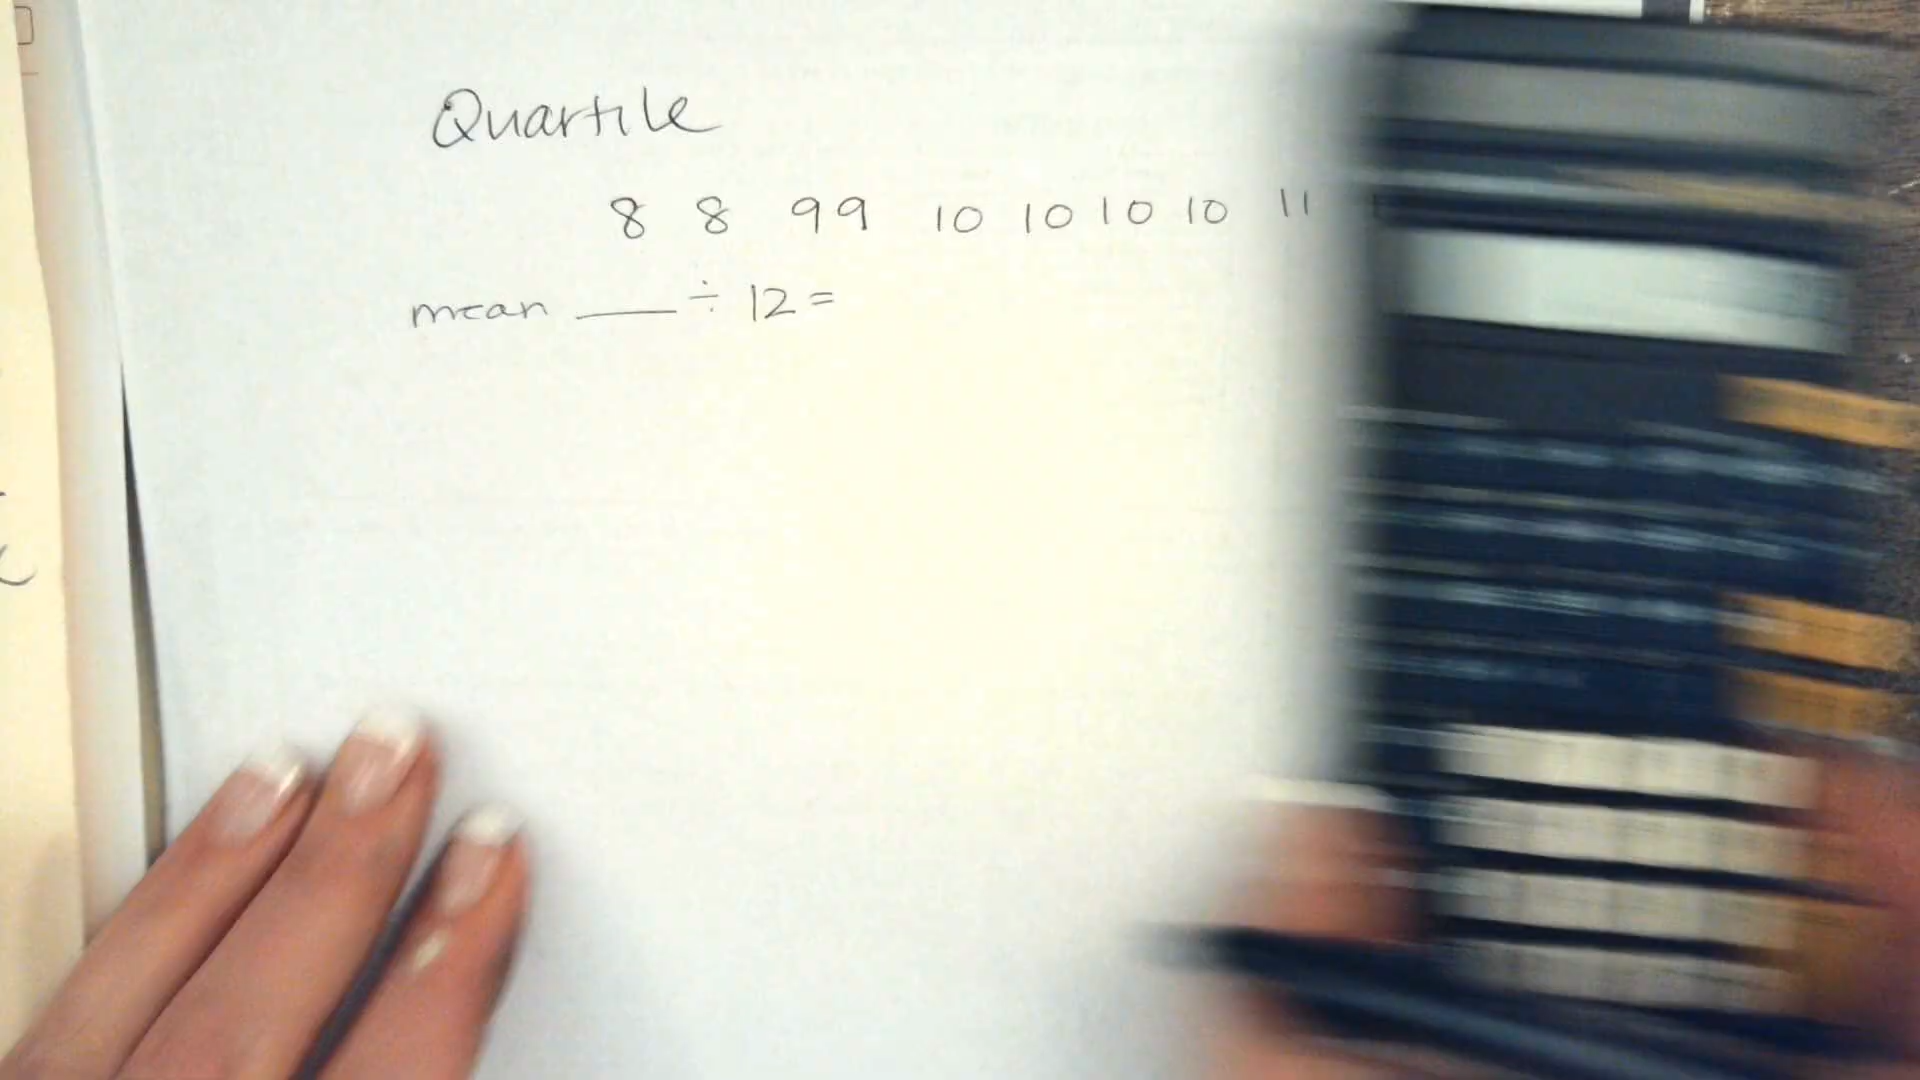 Quartile
8 8 9 9 10 10 10 10 11
mean ___ ÷ 12 =